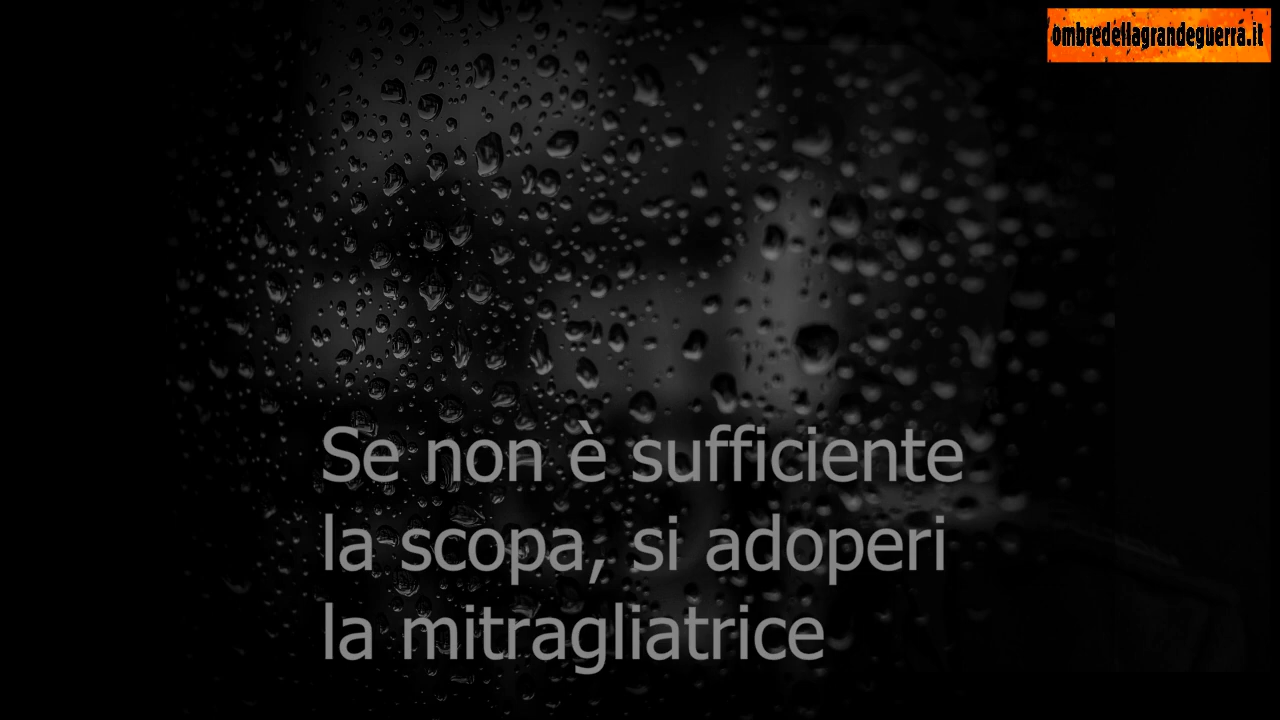 ombredellagrandeguerra.it
Se non è sufficiente
la scopa, si adoperi
la mitragliatrice